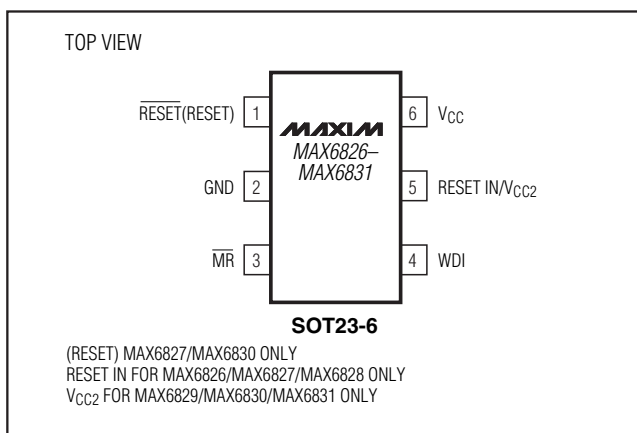 TOP VIEW
RESET(RESET) 1
GND 2
MR 3
MAXIM
MAX6826–
MAX6831
6 VCC
5 RESET IN/VCC2
4 WDI
SOT23-6
(RESET) MAX6827/MAX6830 ONLY
RESET IN FOR MAX6826/MAX6827/MAX6828 ONLY
VCC2 FOR MAX6829/MAX6830/MAX6831 ONLY